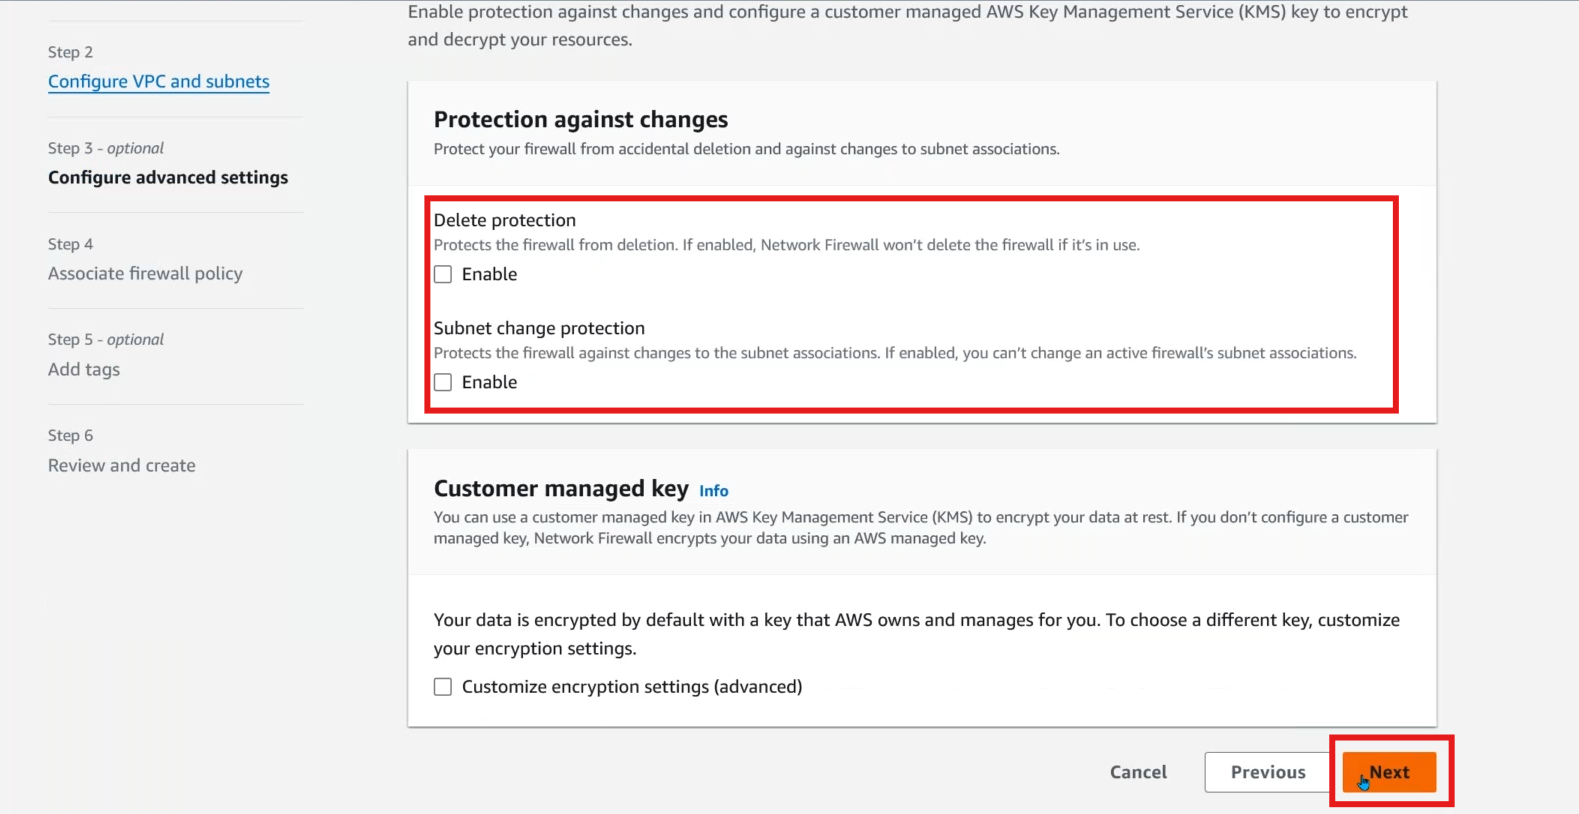 Enable protection against changes and configure a customer managed AWS Key Management Service (KMS) key to encrypt
and decrypt your resources.
Step 2
Configure VPC and subnets
Step 3 - optional
Configure advanced settings
Step 4
Associate firewall policy
Step 5 - optional
Add tags
Step 6
Review and create
Protection against changes
Protect your firewall from accidental deletion and against changes to subnet associations.
Delete protection
Protects the firewall from deletion. If enabled, Network Firewall won’t delete the firewall if it’s in use.
Enable
Subnet change protection
Protects the firewall against changes to the subnet associations. If enabled, you can’t change an active firewall’s subnet associations.
Enable
Customer managed key Info
You can use a customer managed key in AWS Key Management Service (KMS) to encrypt your data at rest. If you don’t configure a customer
managed key, Network Firewall encrypts your data using an AWS managed key.
Your data is encrypted by default with a key that AWS owns and manages for you. To choose a different key, customize
your encryption settings.
Customize encryption settings (advanced)
Cancel Previous Next